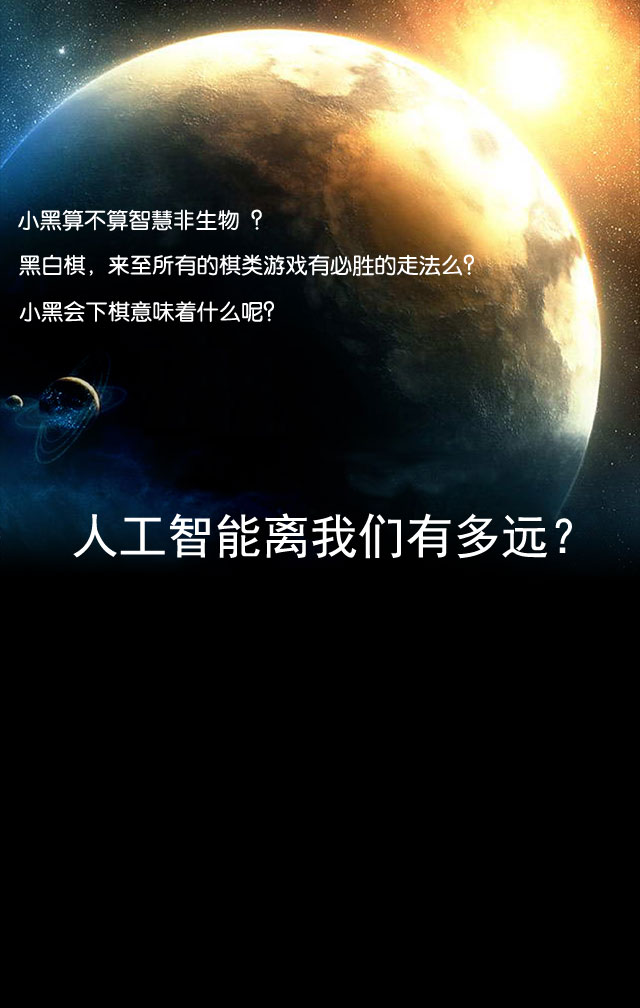 小黑算不算智慧非生物 ？
黑白棋，来至所有的棋类游戏有必胜的走法么？
小黑会下棋意味着什么呢？
人工智能离我们有多远？